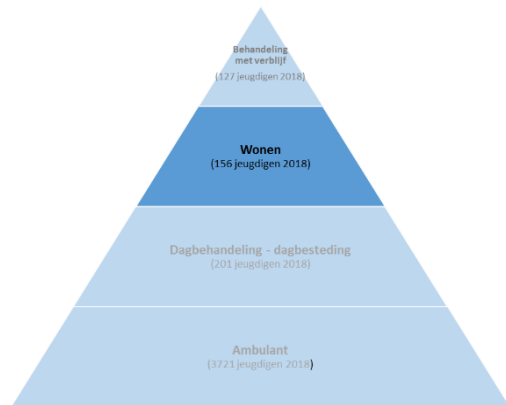 Behandeling
met verblijf
(127 jeugdigen 2018)
Wonen
(156 jeugdigen 2018)
Dagbehandeling - dagbesteding
(201 jeugdigen 2018)
Ambulant
(3721 jeugdigen 2018)